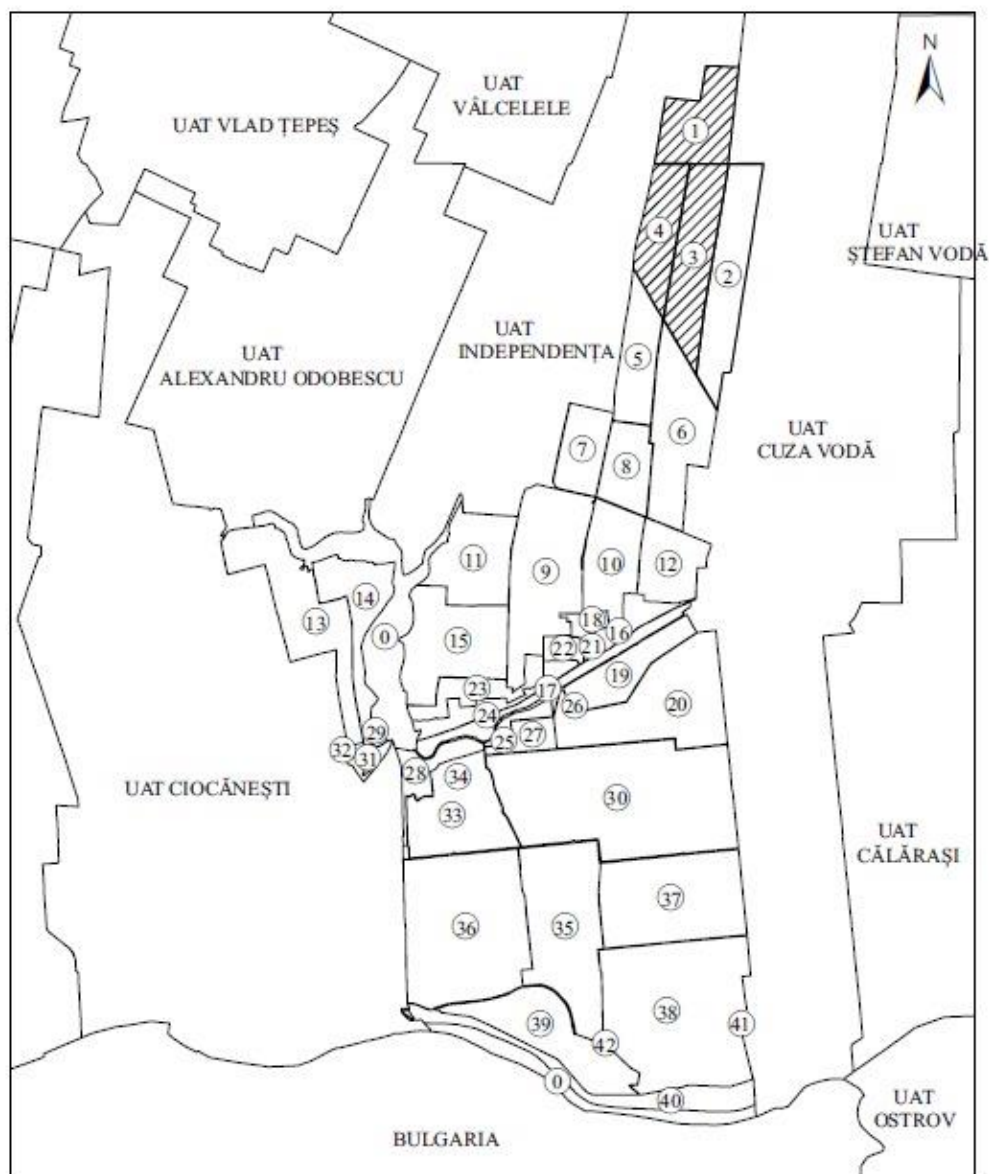 N
UAT
VÂLCELELE
UAT VLAD ȚEPEȘ
1
UAT
ȘTEFAN VODĂ
4
3
2
UAT
INDEPENDENȚA
UAT
ALEXANDRU ODOBESCU
5
6
UAT
CUZA VODĂ
7
8
11
9
10
12
14
13
0
15
18
16
22
21
19
23
17
26
20
24
25
27
29
32
31
28
34
33
30
UAT CIOCĂNEȘTI
UAT
CĂLĂRAȘI
36
35
37
38
39
42
41
0
40
UAT
OSTROV
BULGARIA